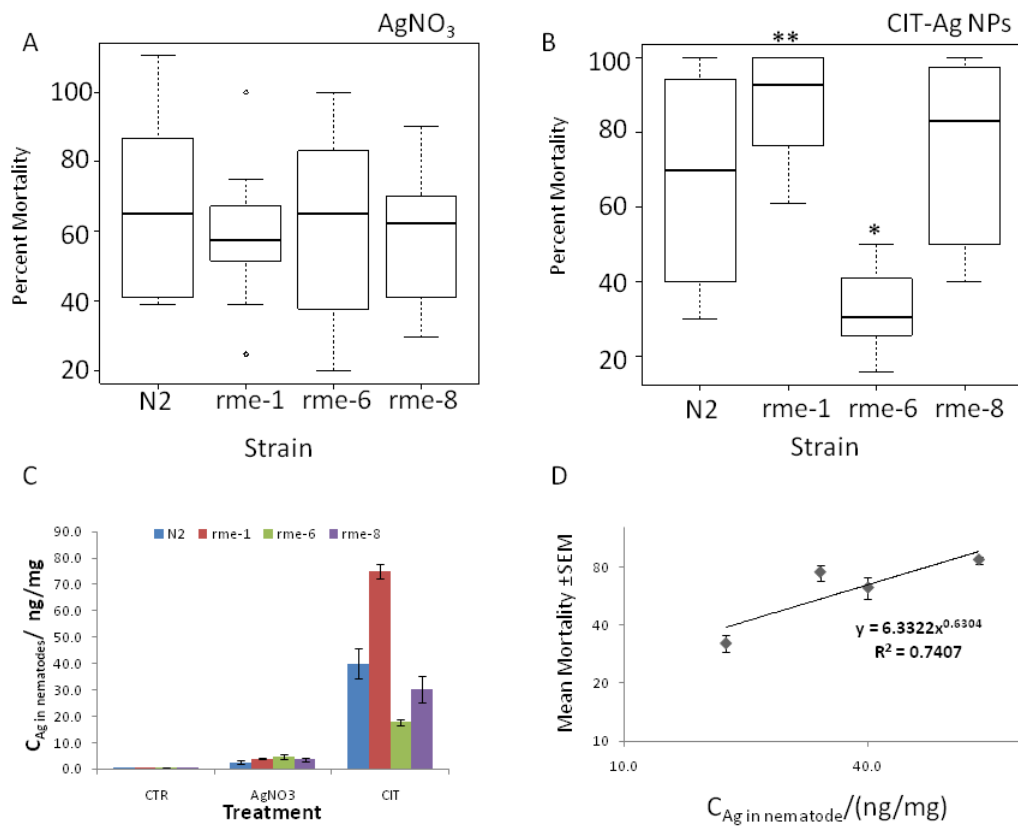 A
AgNO3
Percent Mortality
100
80
60
40
20
N2 rme-1 rme-6 rme-8
Strain
B
CIT-Ag NPs
Percent Mortality
100
80
60
40
20
**
*
N2 rme-1 rme-6 rme-8
Strain
C
N2 rme-1 rme-6 rme-8
CAg in nematodes/ ng/mg
90.0
80.0
70.0
60.0
50.0
40.0
30.0
20.0
10.0
0.0
CTR AgNO3 CIT
Treatment
D
Mean Mortality ±SEM
80
40
20
10
y = 6.3322x^0.6304
R² = 0.7407
10.0 40.0
CAg in nematode/(ng/mg)